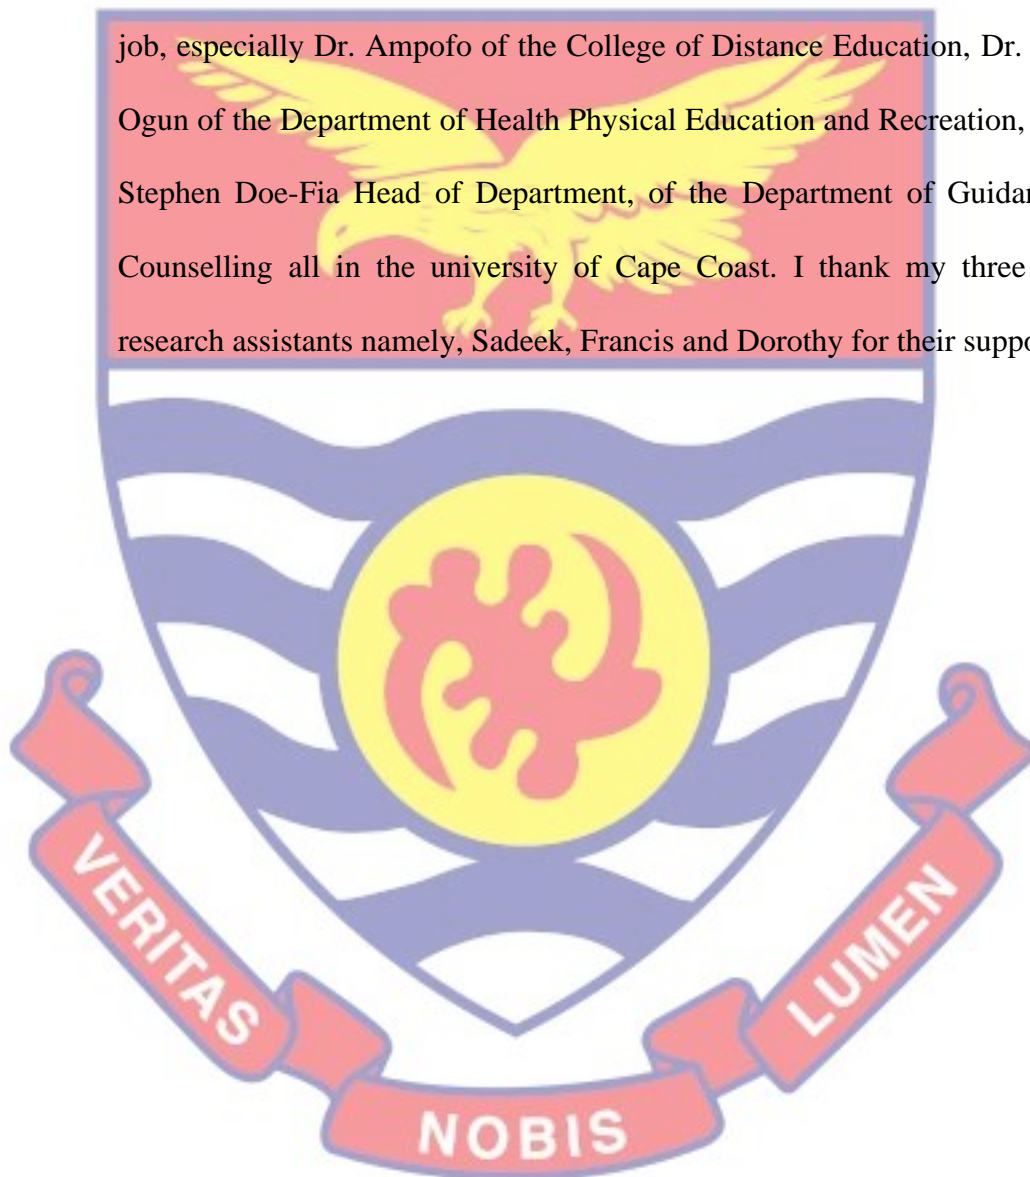 job, especially Dr. Ampofo of the College of Distance Education, Dr.
Ogun of the Department of Health Physical Education and Recreation,
Stephen Doe-Fia Head of Department, of the Department of
Counselling all in the university of Cape Coast. I thank my three
research assistants namely, Sadeek, Francis and Dorothy for their
VERITAS
NOBIS
LUMEN